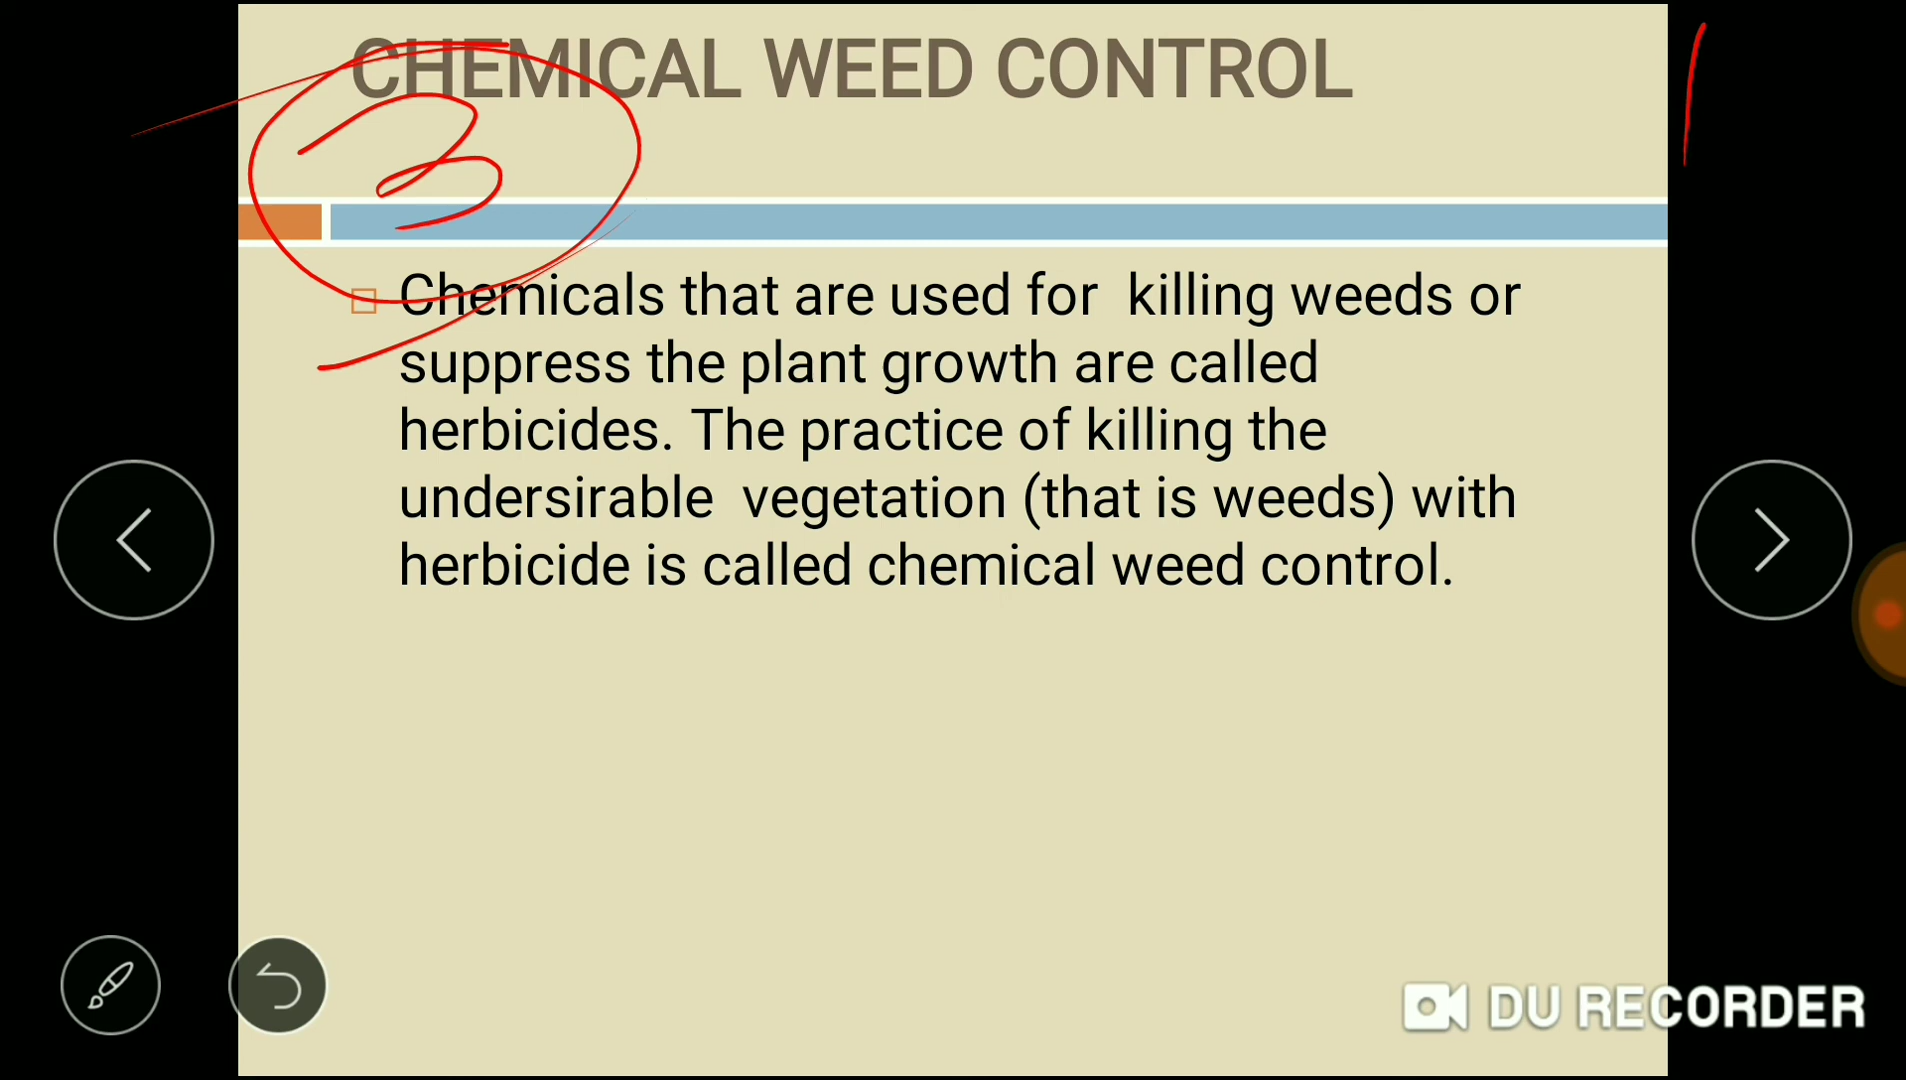 CHEMICAL WEED CONTROL
3
Chemicals that are used for killing weeds or
suppress the plant growth are called
herbicides. The practice of killing the
undersirable vegetation (that is weeds) with
herbicide is called chemical weed control.
DU RECORDER